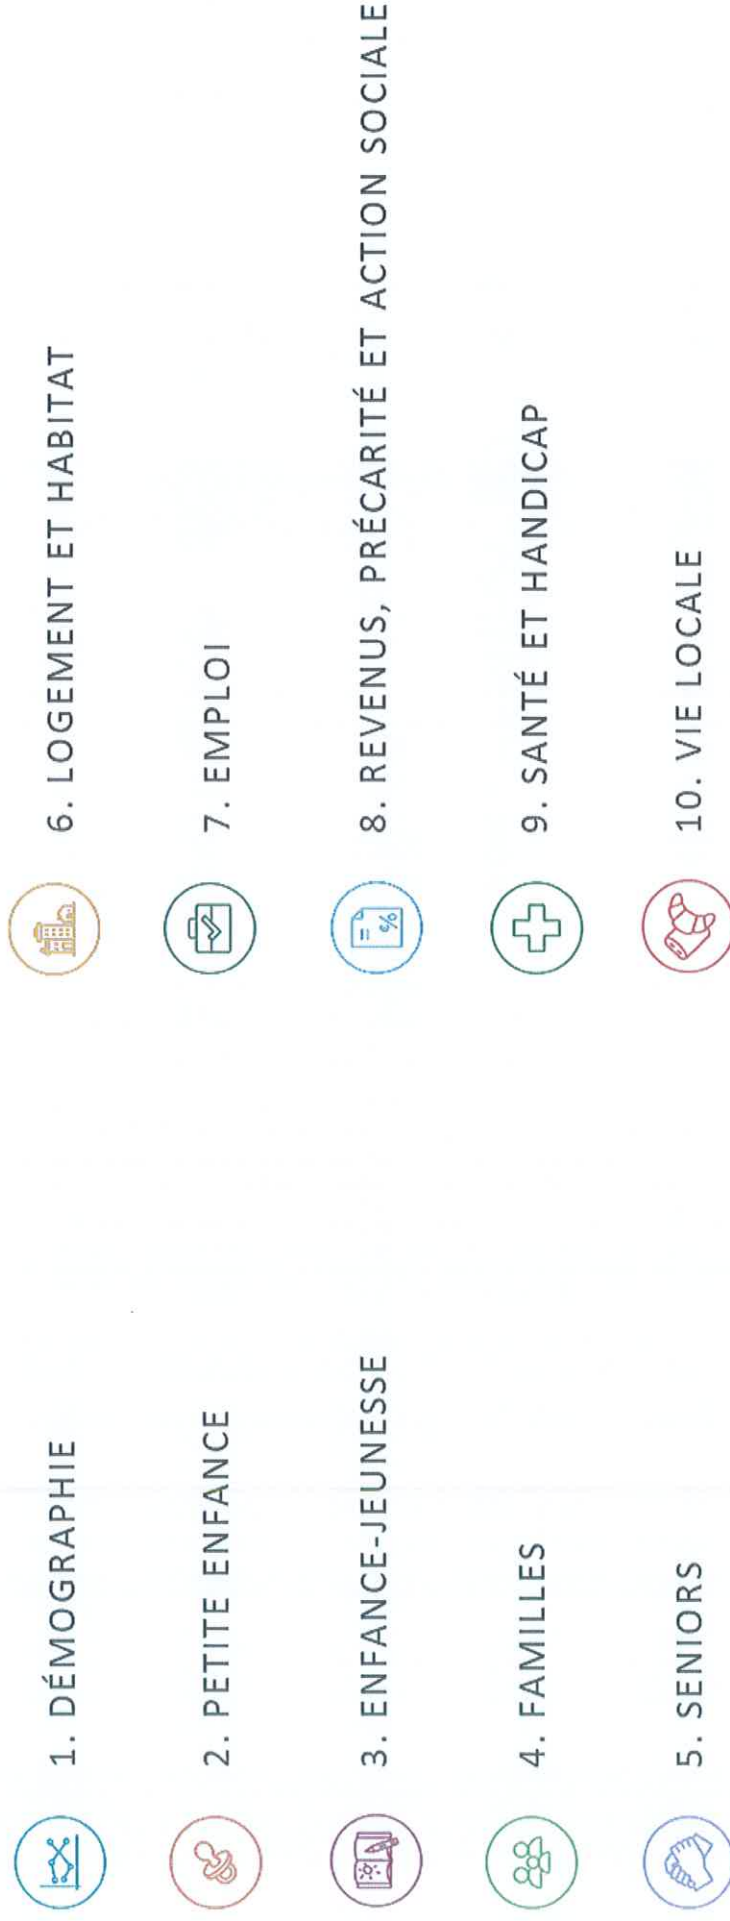 1. DÉMOGRAPHIE
2. PETITE ENFANCE
3. ENFANCE-JEUNESSE
4. FAMILLES
5. SENIORS
6. LOGEMENT ET HABITAT
7. EMPLOI
8. REVENUS, PRÉCARITÉ ET ACTION SOCIALE
9. SANTÉ ET HANDICAP
10. VIE LOCALE